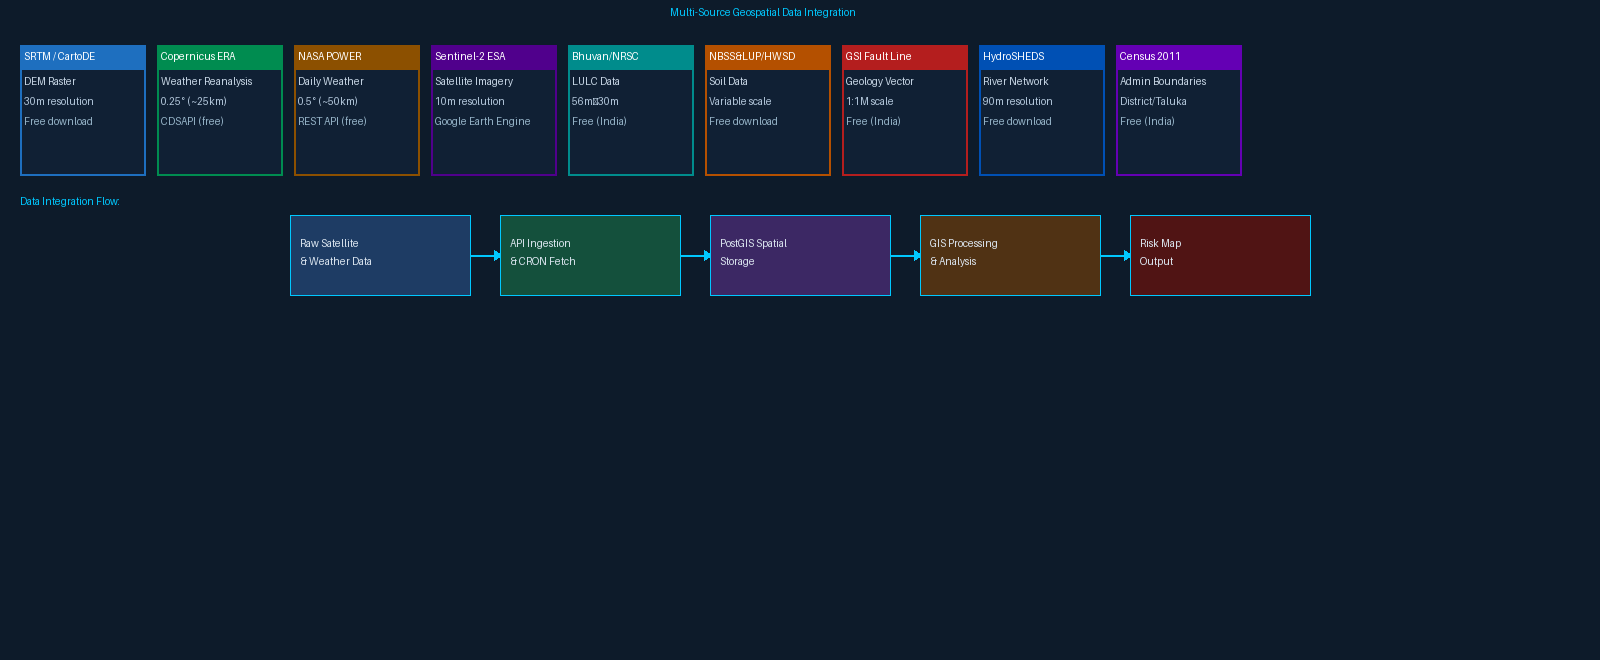 Multi-Source Geospatial Data Integration
SRTM / CartoDE
DEM Raster
30m resolution
Free download
Copernicus ERA
Weather Reanalysis
0.25° (~25km)
CDSAPI (free)
NASA POWER
Daily Weather
0.5° (~50km)
REST API (free)
Sentinel-2 ESA
Satellite Imagery
10m resolution
Google Earth Engine
Bhuvan/NRSC
LULC Data
56m▯30m
Free (India)
NBSS&LUP/HWSD
Soil Data
Variable scale
Free download
GSI Fault Line
Geology Vector
1:1M scale
Free (India)
HydroSHEDS
River Network
90m resolution
Free download
Census 2011
Admin Boundaries
District/Taluka
Free (India)
Data Integration Flow:
Raw Satellite
& Weather Data
API Ingestion
& CRON Fetch
PostGIS Spatial
Storage
GIS Processing
& Analysis
Risk Map
Output